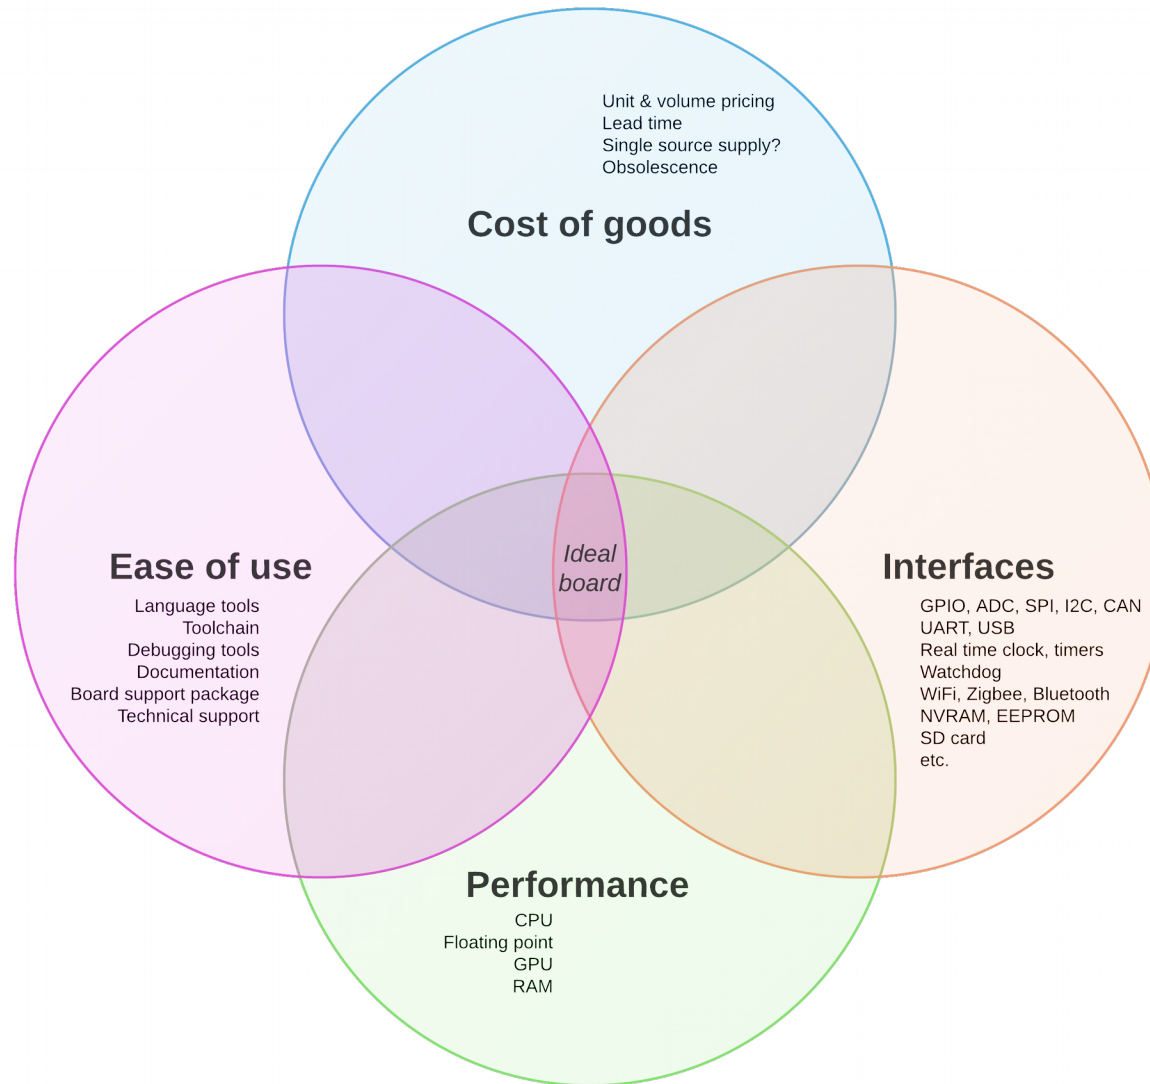 Unit & volume pricing
Lead time
Single source supply?
Obsolescence
Cost of goods
Ease of use
Language tools
Toolchain
Debugging tools
Documentation
Board support package
Technical support
Ideal
board
Interfaces
GPIO, ADC, SPI, I2C, CAN
UART, USB
Real time clock, timers
Watchdog
WiFi, Zigbee, Bluetooth
NVRAM, EEPROM
SD card
etc.
Performance
CPU
Floating point
GPU
RAM